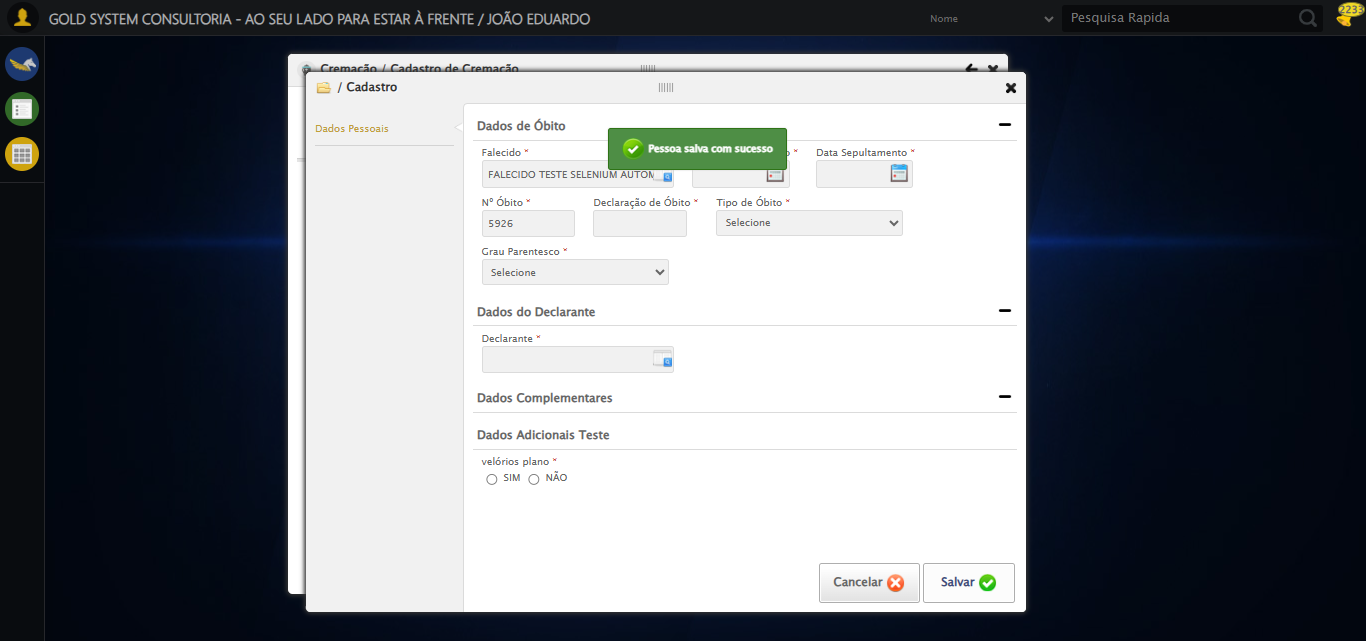 GOLD SYSTEM CONSULTORIA - AO SEU LADO PARA ESTAR À FRENTE / JOÃO EDUARDO
Nome
Pesquisa Rapida
2233
Cremação / Cadastro de Cremação
/ Cadastro
Dados Pessoais
Dados de Óbito
Pessoa salva com sucesso
Falecido *
o *
Data Sepultamento *
FALECIDO TESTE SELENIUM AUTOM
Nº Óbito *
Declaração de Óbito *
Tipo de Óbito *
5926
Selecione
Grau Parentesco *
Selecione
Dados do Declarante
Declarante *
Dados Complementares
Dados Adicionais Teste
velórios plano *
SIM
NÃO
Cancelar
Salvar